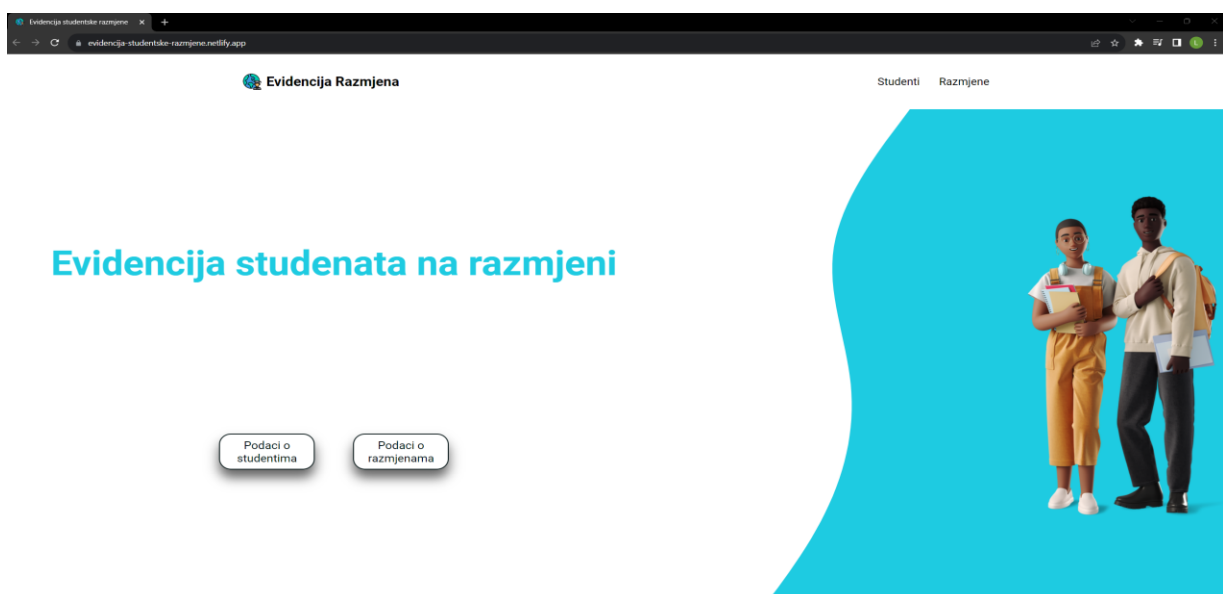 Evidencija studentske razmjene
evidencija-studentske-razmjene.netlify.app
Evidencija Razmjena
Studenti Razmjene
Evidencija studenata na razmjeni
Podaci o
studentima
Podaci o
razmjenama